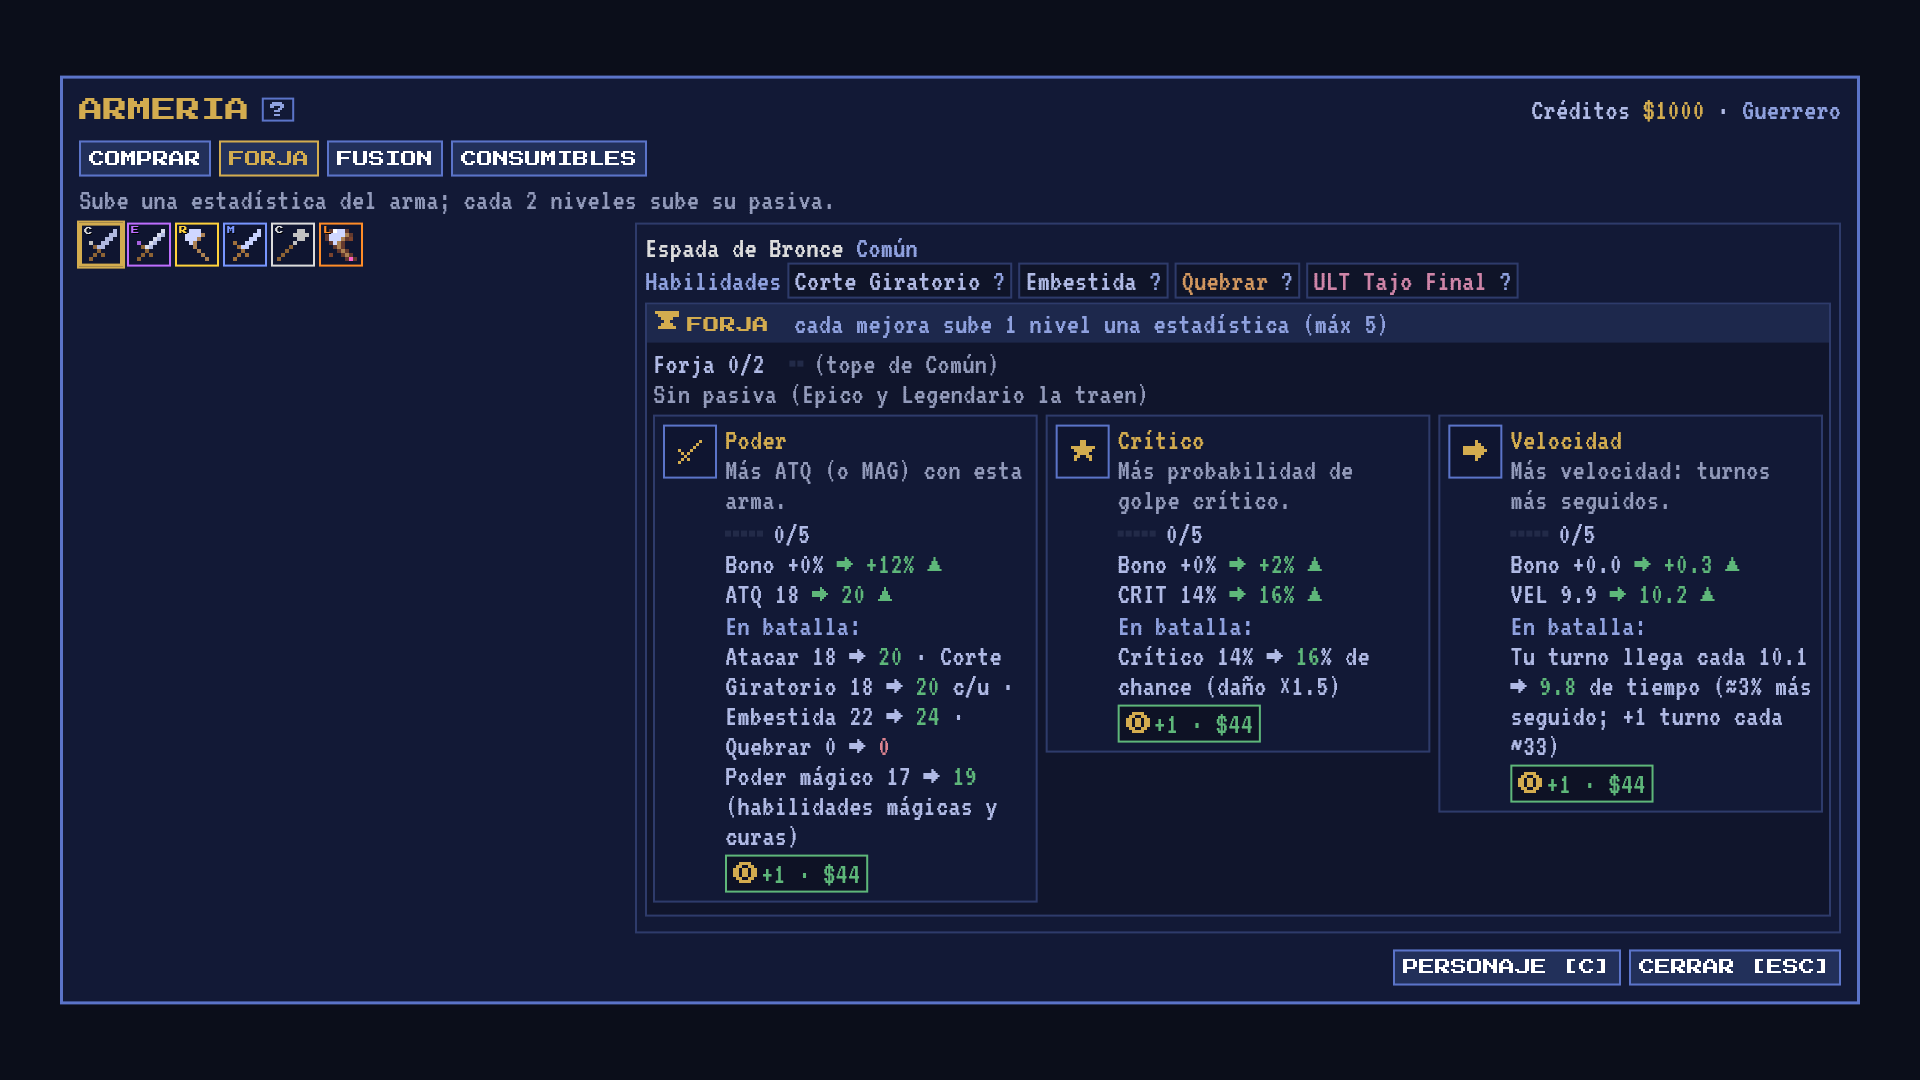 ARMERIA ?
Créditos $1000 · Guerrero
COMPRAR FORJA FUSION CONSUMIBLES
Sube una estadística del arma; cada 2 niveles sube su pasiva.
C E R M C L
Espada de Bronce Común
Habilidades Corte Giratorio ? Embestida ? Quebrar ? ULT Tajo Final ?
FORJA cada mejora sube 1 nivel una estadística (máx 5)
Forja 0/2 (tope de Común)
Sin pasiva (Epico y Legendario la traen)
Poder
Más ATQ (o MAG) con esta
arma.
0/5
Bono +0% ➡ +12% ▲
ATQ 18 ➡ 20 ▲
En batalla:
Atacar 18 ➡ 20 · Corte
Giratorio 18 ➡ 20 c/u ·
Embestida 22 ➡ 24 ·
Quebrar 0 ➡ 0
Poder mágico 17 ➡ 19
(habilidades mágicas y
curas)
+1 · $44
Crítico
Más probabilidad de
golpe crítico.
0/5
Bono +0% ➡ +2% ▲
CRIT 14% ➡ 16% ▲
En batalla:
Crítico 14% ➡ 16% de
chance (daño X1.5)
+1 · $44
Velocidad
Más velocidad: turnos
más seguidos.
0/5
Bono +0.0 ➡ +0.3 ▲
VEL 9.9 ➡ 10.2 ▲
En batalla:
Tu turno llega cada 10.1
➡ 9.8 de tiempo (≈3% más
seguido; +1 turno cada
≈33)
+1 · $44
PERSONAJE [C] CERRAR [ESC]